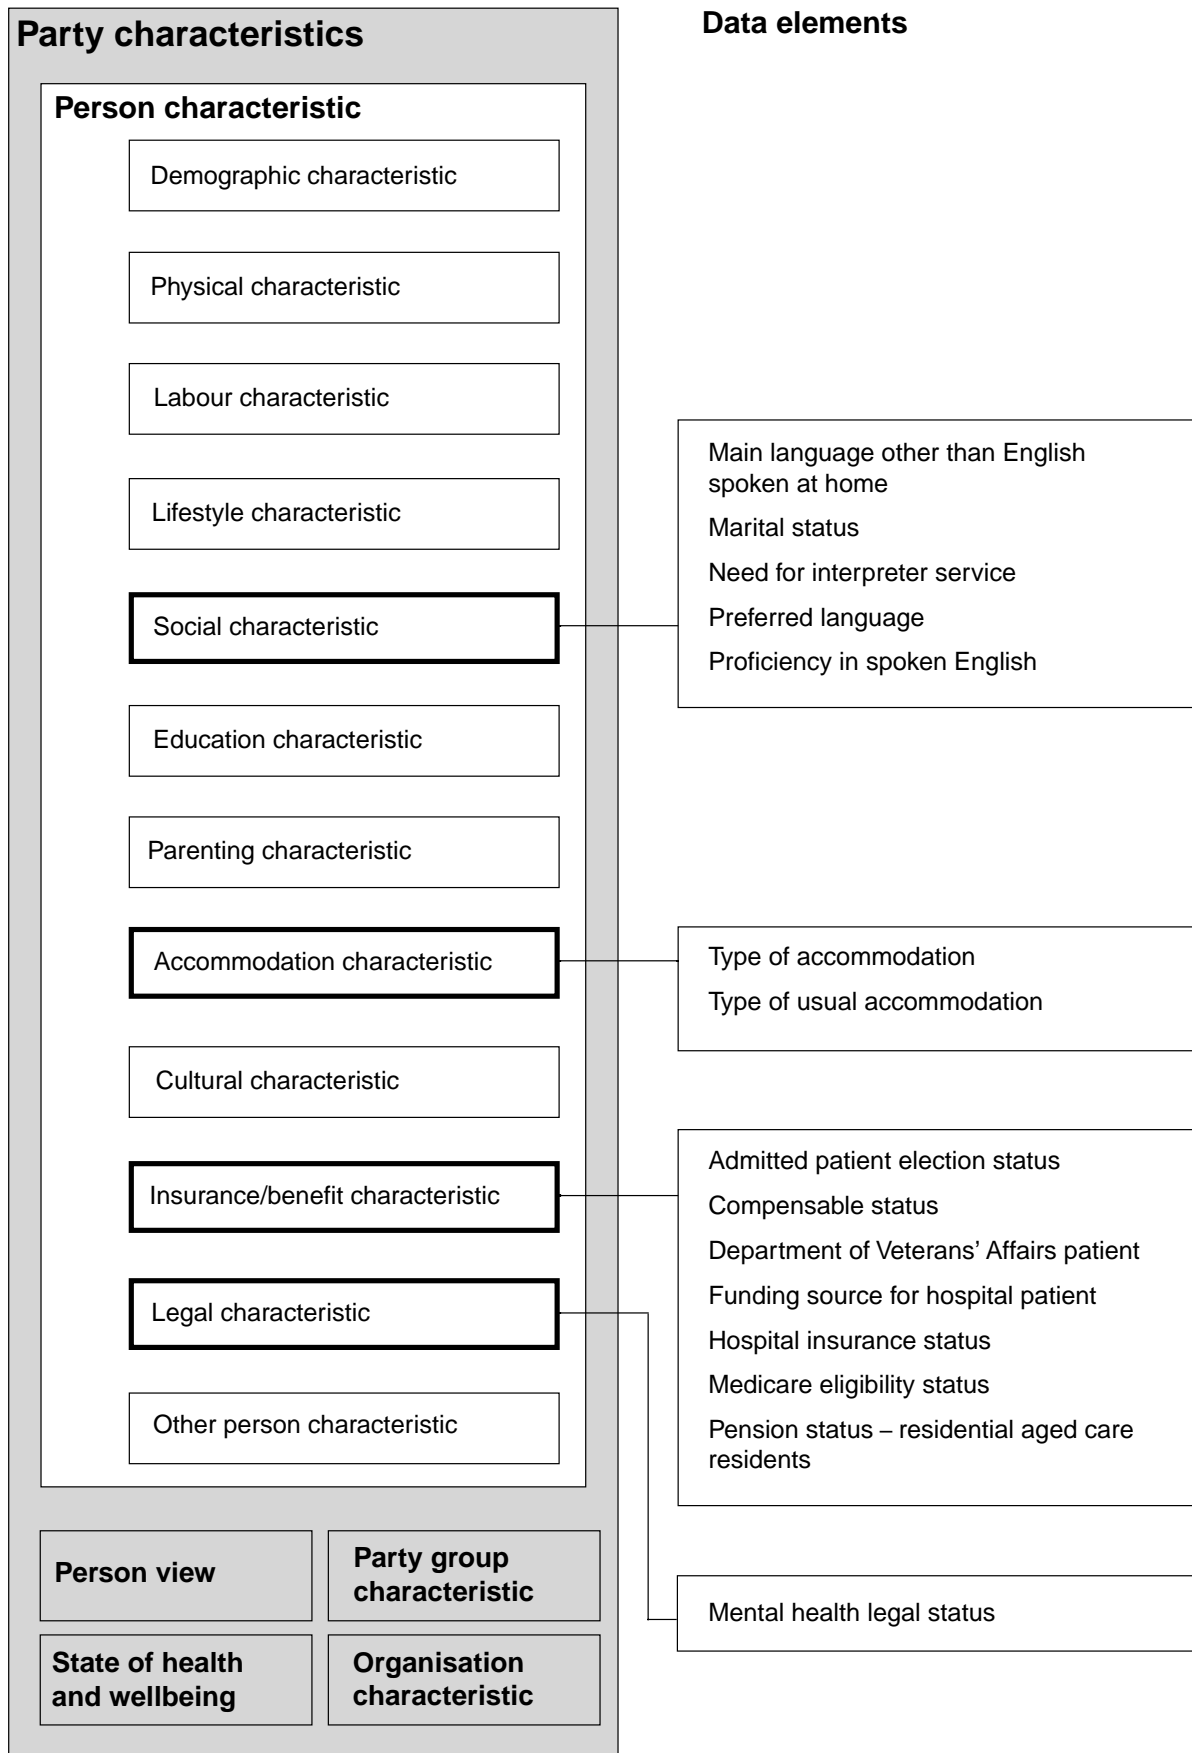 Party characteristics
Data elements
Person characteristic
Demographic characteristic
Physical characteristic
Labour characteristic
Lifestyle characteristic
Social characteristic
Education characteristic
Parenting characteristic
Accommodation characteristic
Cultural characteristic
Insurance/benefit characteristic
Legal characteristic
Other person characteristic
Person view
Party group
characteristic
State of health
and wellbeing
Organisation
characteristic
Main language other than English
spoken at home
Marital status
Need for interpreter service
Preferred language
Proficiency in spoken English
Type of accommodation
Type of usual accommodation
Admitted patient election status
Compensable status
Department of Veterans’ Affairs patient
Funding source for hospital patient
Hospital insurance status
Medicare eligibility status
Pension status – residential aged care
residents
Mental health legal status